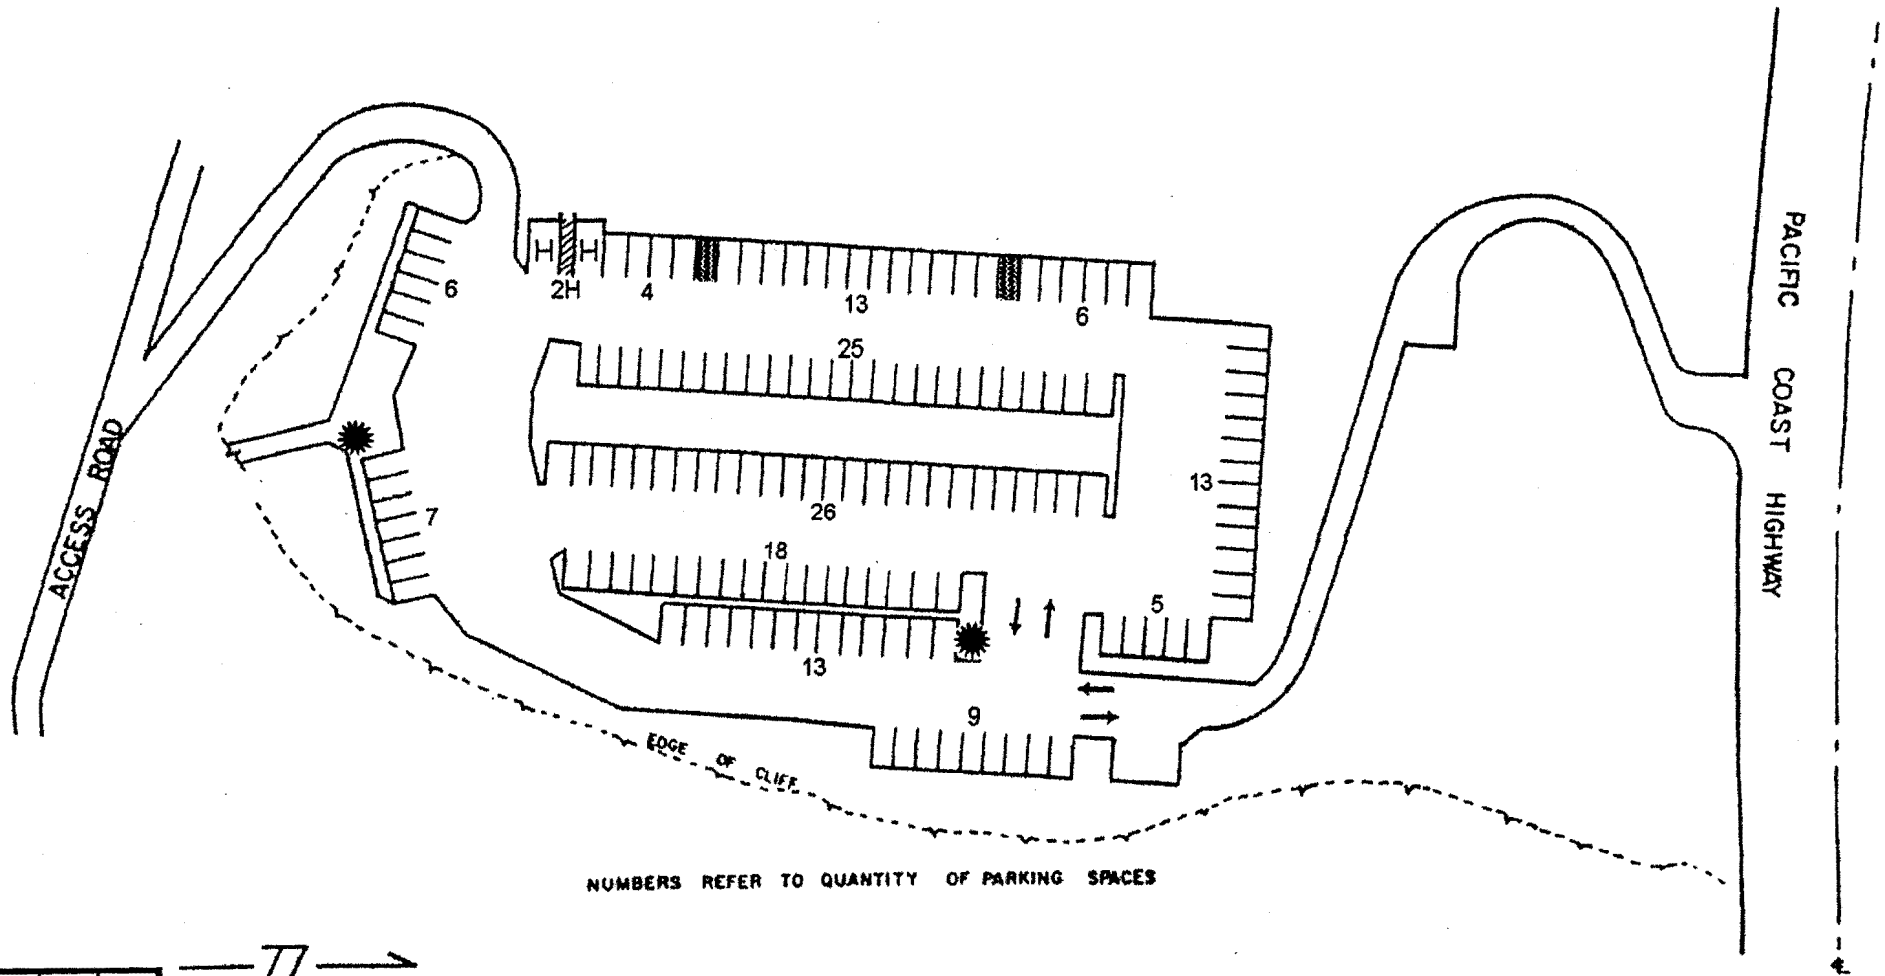 PACIFIC COAST HIGHWAY
H H
2H
4
13
6
6
25
13
26
7
18
5
13
9
ACCESS ROAD
EDGE OF CLIFF
NUMBERS REFER TO QUANTITY OF PARKING SPACES